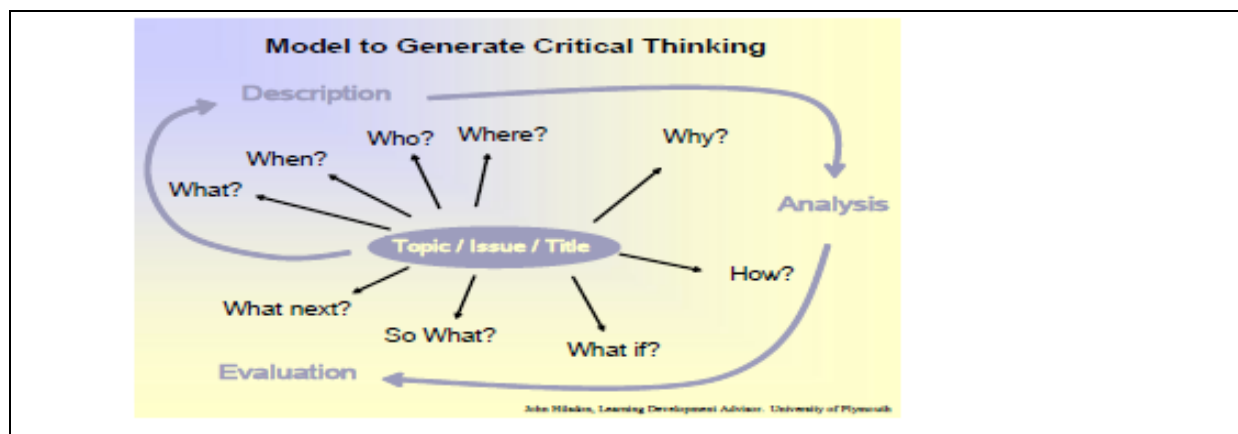 Model to Generate Critical Thinking
Description
Who?
Where?
Why?
When?
What?
Analysis
Topic / Issue / Title
How?
What next?
So What?
What if?
Evaluation
John Hilsdon, Learning Development Advisor. University of Plymouth